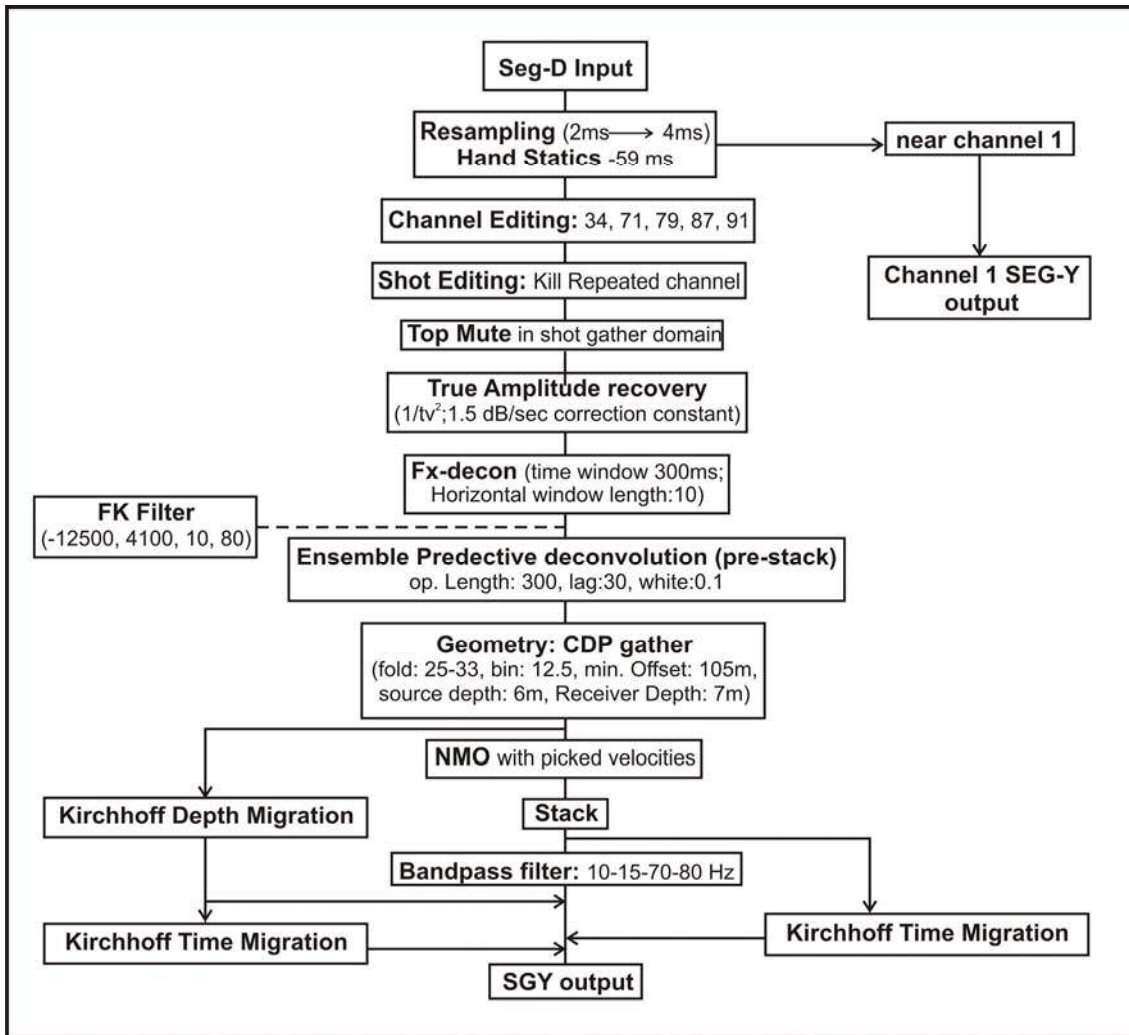 Seg-D Input
Resampling (2ms⟶ 4ms)
Hand Statics -59 ms
near channel 1
Channel Editing: 34, 71, 79, 87, 91
Channel 1 SEG-Y
output
Shot Editing: Kill Repeated channel
Top Mute in shot gather domain
True Amplitude recovery
(1/tv²;1.5 dB/sec correction constant)
Fx-decon (time window 300ms;
Horizontal window length:10)
FK Filter
(-12500, 4100, 10, 80)
Ensemble Predective deconvolution (pre-stack)
op. Length: 300, lag:30, white:0.1
Geometry: CDP gather
(fold: 25-33, bin: 12.5, min. Offset: 105m,
source depth: 6m, Receiver Depth: 7m)
NMO with picked velocities
Kirchhoff Depth Migration
Stack
Bandpass filter: 10-15-70-80 Hz
Kirchhoff Time Migration
Kirchhoff Time Migration
SGY output